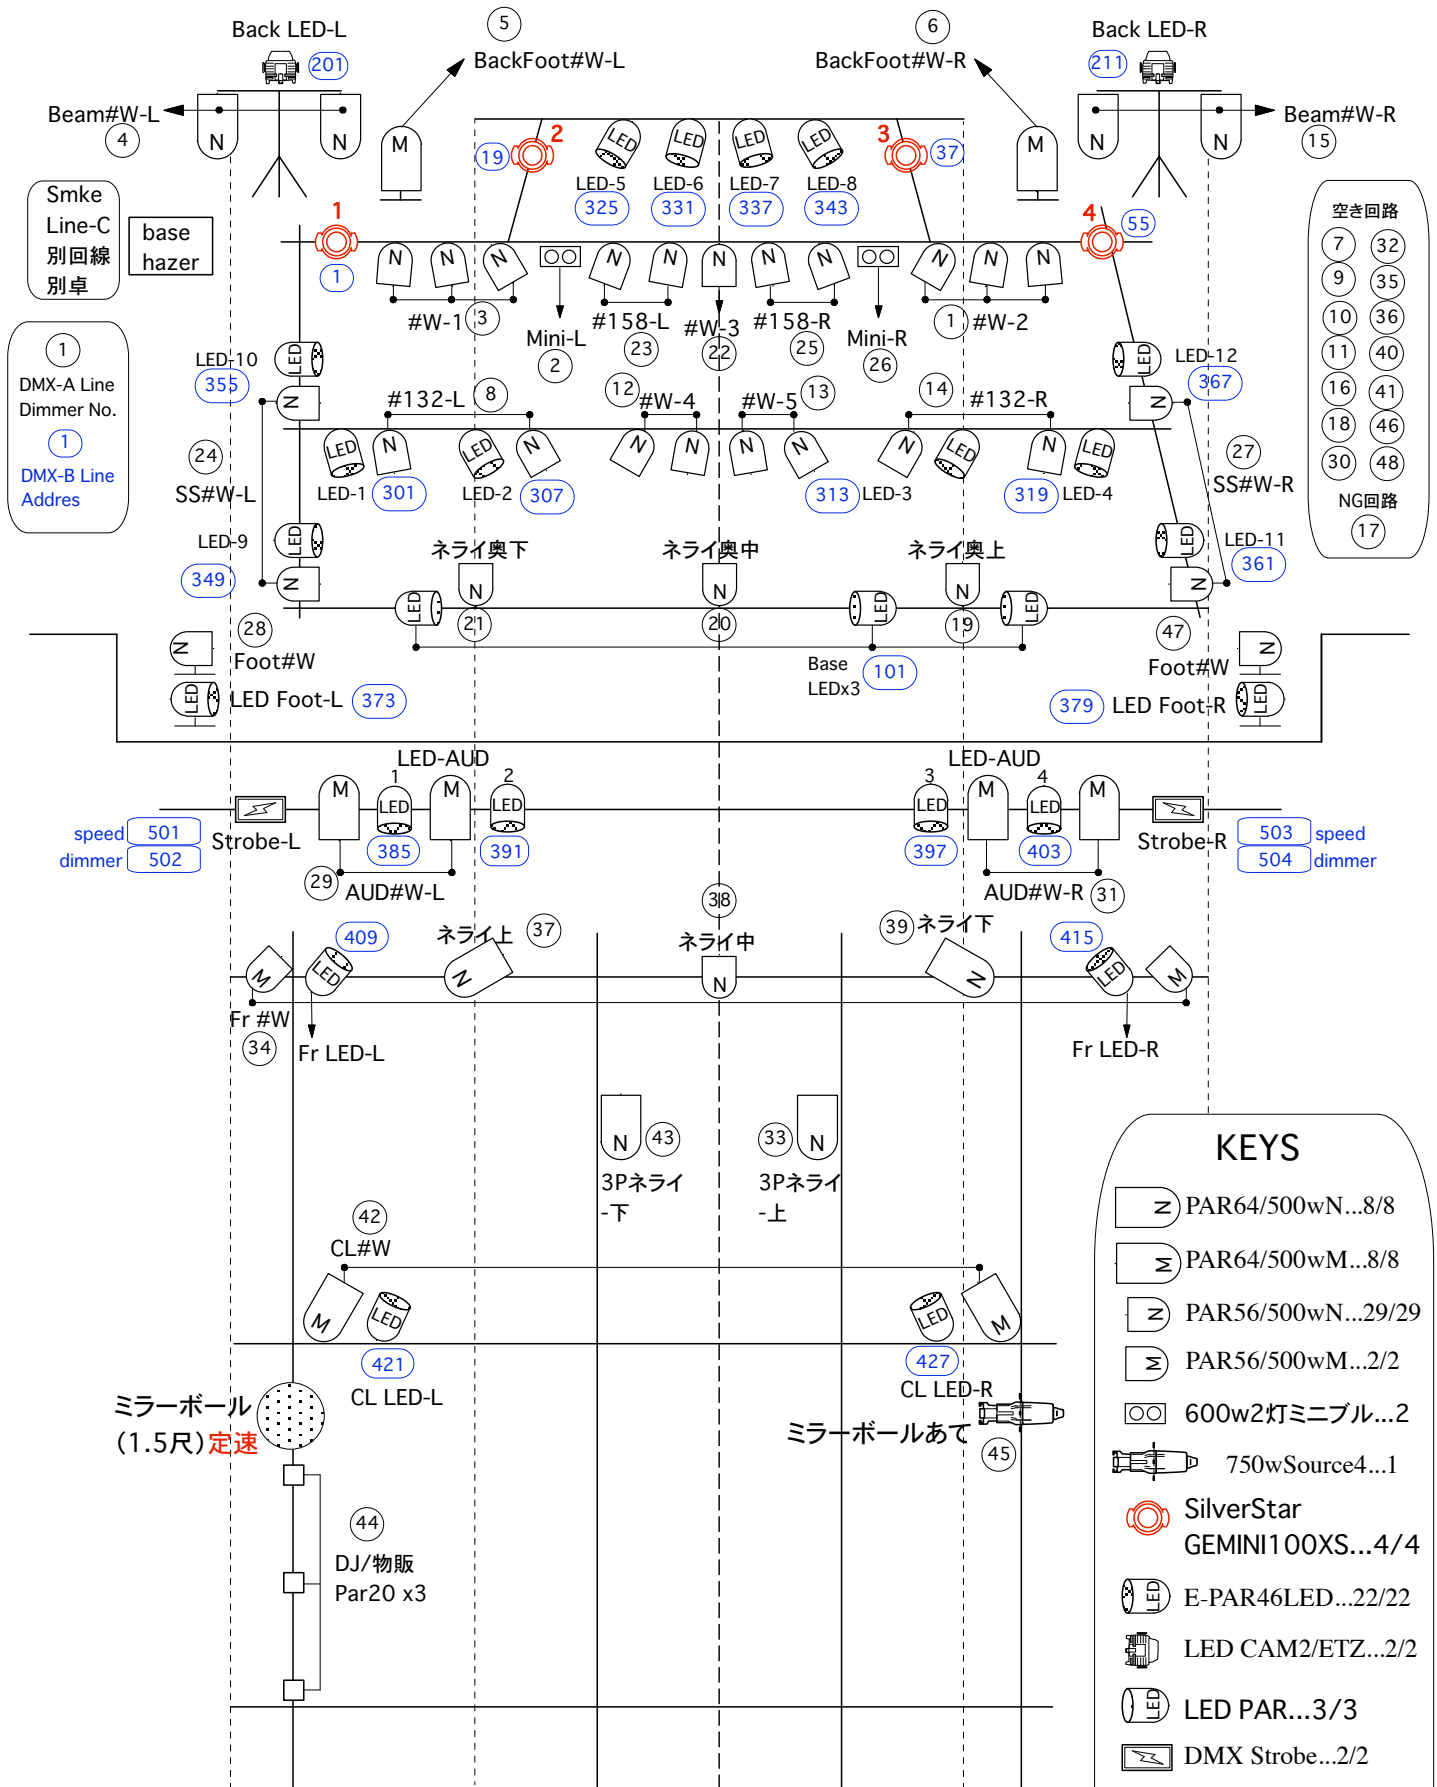 Back LED-L
201
5
BackFoot#W-L
6
BackFoot#W-R
Back LED-R
211
Beam#W-L
4
N
N
M
19
2
LED
LED
LED
LED
3
37
M
N
N
Beam#W-R
15
LED-5
LED-6
LED-7
LED-8
325
331
337
343
Smke
Line-C
別回線
別卓
base
hazer
1
1
4
55
N
N
N
N
N
N
N
N
N
N
N
#W-1
3
Mini-L
2
#158-L
23
#W-3
22
#158-R
25
Mini-R
26
1
#W-2
空き回路
7
32
9
35
10
36
11
40
16
41
18
46
30
48
NG回路
17
1
DMX-A Line
Dimmer No.
1
DMX-B Line
Addres
LED-10
355
LED
N
LED
N
LED-12
367
#132-L
8
12
#W-4
#W-5
13
14
#132-R
24
SS#W-L
27
SS#W-R
LED
N
LED
N
N
N
N
N
N
LED
N
LED
LED-1
301
LED-2
307
313
LED-3
319
LED-4
LED-9
349
LED
N
LED
N
LED-11
361
ネライ奥下
ネライ奥中
ネライ奥上
N
N
N
LED
LED
LED
21
20
19
Base
LEDx3
101
28
N
Foot#W
47
Foot#W
N
LED
LED Foot-L
373
379
LED Foot-R
LED
LED-AUD
LED-AUD
M
1
LED
M
2
LED
3
LED
M
4
LED
M
speed
501
dimmer
502
Strobe-L
385
391
397
403
Strobe-R
503
speed
504
dimmer
29
AUD#W-L
AUD#W-R
31
38
409
ネライ上
37
ネライ中
39
ネライ下
415
M
LED
N
N
N
LED
M
Fr #W
34
Fr LED-L
Fr LED-R
N
43
33
N
3Pネライ
-下
3Pネライ
-上
42
CL#W
M
LED
LED
M
421
CL LED-L
427
CL LED-R
ミラーボール
(1.5尺)定速
ミラーボールあて
45
44
DJ/物販
Par20 x3
KEYS
N
PAR64/500wN...8/8
M
PAR64/500wM...8/8
N
PAR56/500wN...29/29
M
PAR56/500wM...2/2
600w2灯ミニブル...2
750wSource4...1
SilverStar
GEMINI100XS...4/4
LED
E-PAR46LED...22/22
LED CAM2/ETZ...2/2
LED
LED PAR...3/3
DMX Strobe...2/2